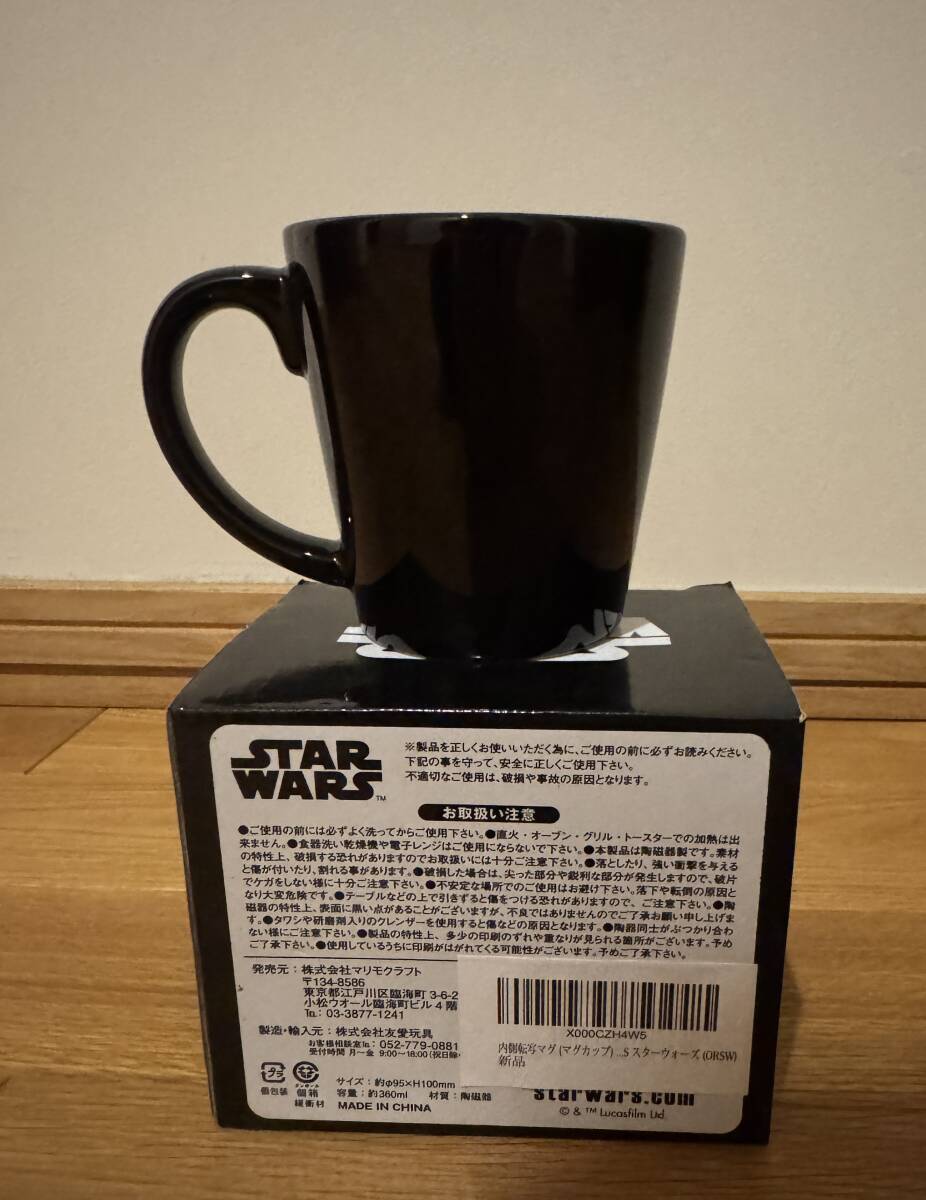 STAR
WARS™
※製品を正しくお使いいただく為に、ご使用の前に必ずお読みください。
下記の事を守って、安全に正しくご使用下さい。
不適切なご使用は、破損や事故の原因となります。
お取扱い注意
●ご使用の前には必ずよく洗ってからご使用下さい。●直火・オーブン・グリル・トースターでの加熱は出
来ません。●食器洗い乾燥機や電子レンジはご使用にならないで下さい。●本製品は陶磁器製です。素材
の特性上、破損する恐れがありますのでお取扱いには十分ご注意下さい。●落としたり、強い衝撃を与える
と傷が付いたり、割れる事があります。●破損した場合は、尖った部分や鋭利な部分が発生しますので、破片
でケガをしない様に十分ご注意下さい。●不安定な場所でのご使用はお避け下さい。落下や転倒の原因と
なり大変危険です。●テーブルなどの上で引きずると傷をつける恐れがありますので、ご注意下さい。●陶
磁器の特性上、表面に黒い点があることがございますが、不良ではありませんのでご了承お願い申し上げま
す。●タワシや研磨剤入りのクレンザーを使用すると傷などの原因となります。●陶器同士がぶつかり合わ
ない様にご注意下さい。●製品の特性上、多少の印刷のずれや重なりが見られる箇所がございます。予め
ご了承下さい。●使用しているうちに印刷がはがれてくる可能性がございます。予めご了承下さい。
発売元：株式会社マリモクラフト
〒134-8586
東京都江戸川区臨海町 3-6-2
小松ウオール臨海町ビル 4 階
℡: 03-3877-1241
製造・輸入元：株式会社友愛玩具
お客様相談室℡: 052-779-0881
受付時間 月〜金 9:00〜18:00 (祝日除
プラ
個包装
ダンボール
個箱
緩衝材
サイズ：約φ95×H100mm
容量：約360ml 材質：陶磁器
MADE IN CHINA
X000CZH4W5
内側転写マグ (マグカップ) ...S スターウォーズ (ORSW)
新品
starwars.com
© & ™ Lucasfilm Ltd.